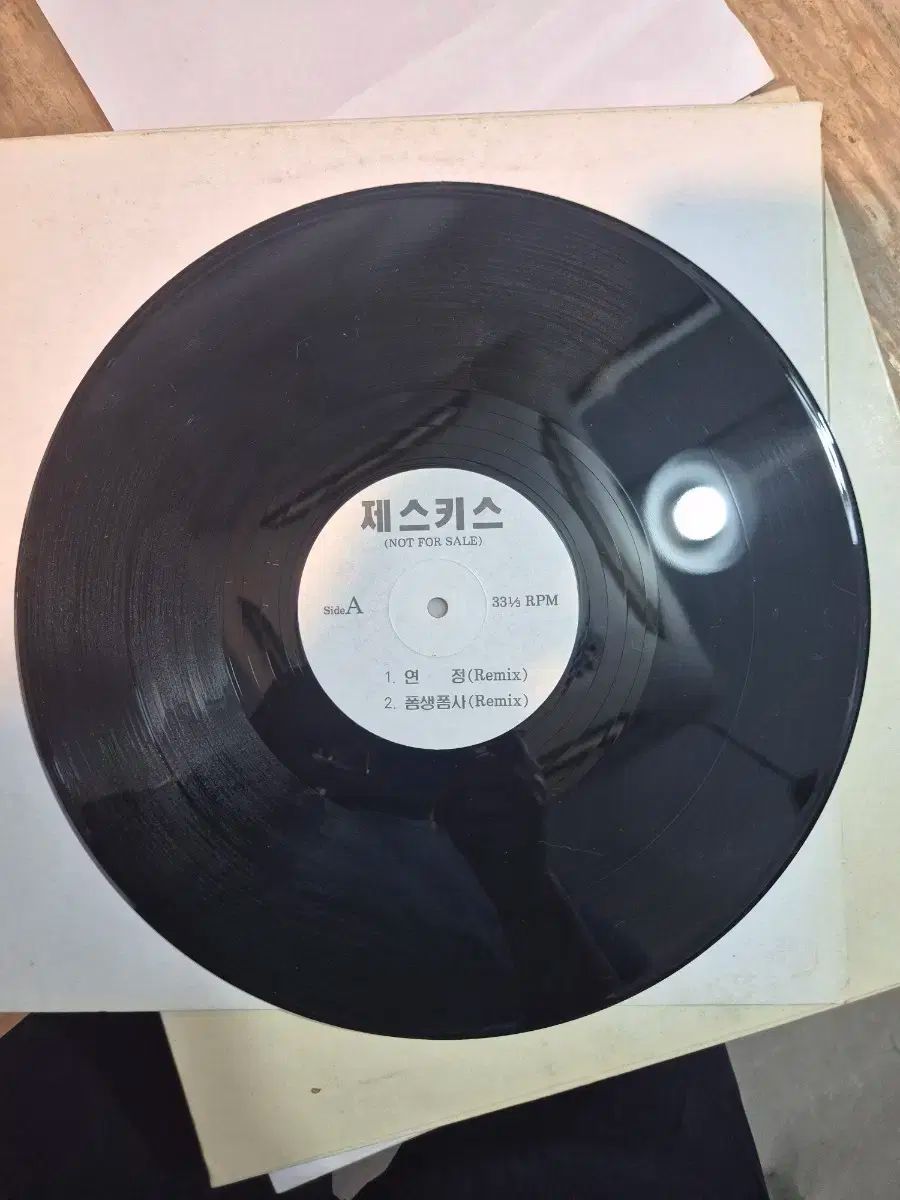 제스키스
(NOT FOR SALE)
Side A 33⅓ RPM
1. 연 정(Remix)
2. 폼생폼사(Remix)